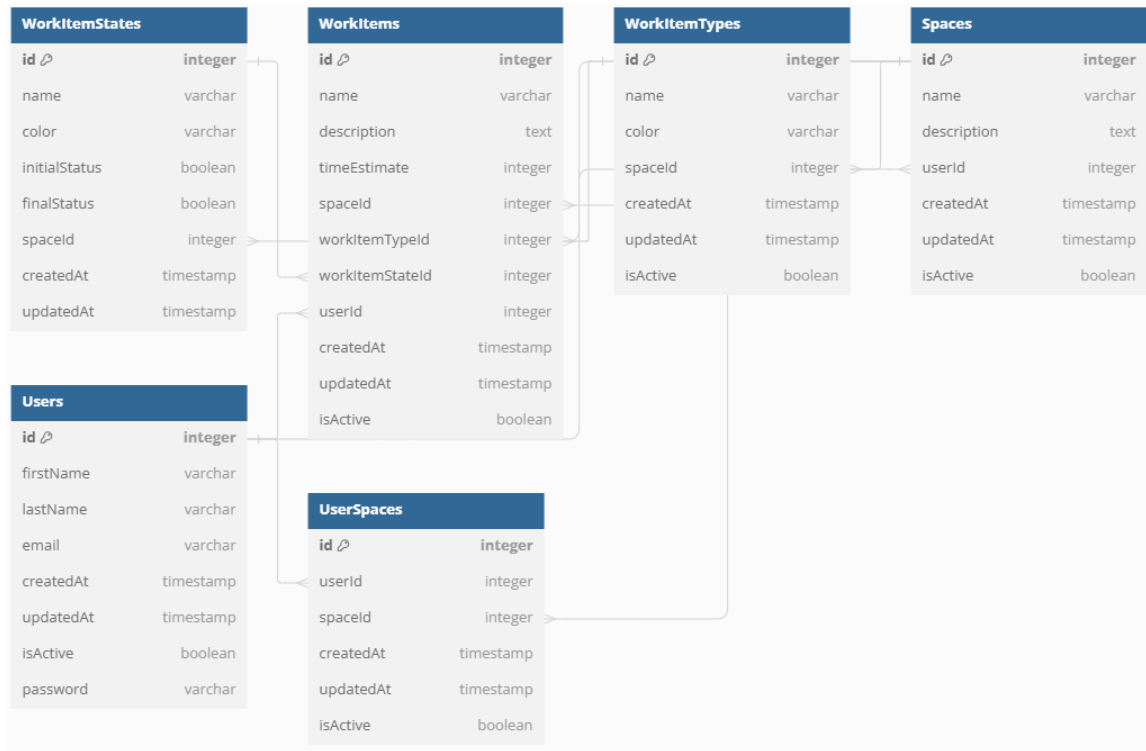 WorkItemStates
id integer
name varchar
color varchar
initialStatus boolean
finalStatus boolean
spaceId integer
createdAt timestamp
updatedAt timestamp
WorkItems
id integer
name varchar
description text
timeEstimate integer
spaceId integer
workItemTypeId integer
workItemStateId integer
userId integer
createdAt timestamp
updatedAt timestamp
isActive boolean
WorkItemTypes
id integer
name varchar
color varchar
spaceId integer
createdAt timestamp
updatedAt timestamp
isActive boolean
Spaces
id integer
name varchar
description text
userId integer
createdAt timestamp
updatedAt timestamp
isActive boolean
Users
id integer
firstName varchar
lastName varchar
email varchar
createdAt timestamp
updatedAt timestamp
isActive boolean
password varchar
UserSpaces
id integer
userId integer
spaceId integer
createdAt timestamp
updatedAt timestamp
isActive boolean